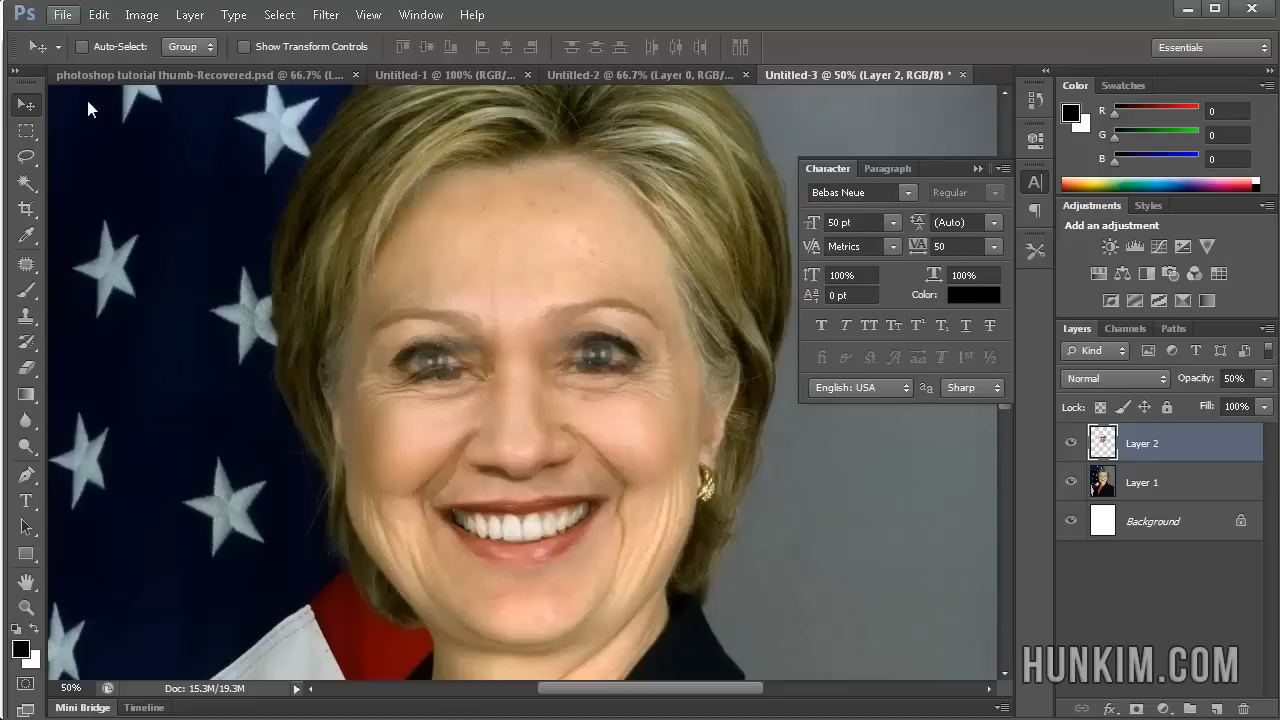 Ps File Edit Image Layer Type Select Filter View Window Help
Auto-Select: Group Show Transform Controls Essentials
photoshop tutorial thumb-Recovered.psd @ 66.7% (L... × Untitled-1 @ 100% (RGB/... × Untitled-2 @ 66.7% (Layer 0, RGB/... × Untitled-3 @ 50% (Layer 2, RGB/8) * ×
Color Swatches
R 0
G 0
B 0
Character Paragraph
Bebas Neue Regular
50 pt (Auto)
Metrics 50
100% 100%
0 pt Color:
English: USA Sharp
Adjustments Styles
Add an adjustment
Layers Channels Paths
Kind
Normal Opacity: 50%
Lock: Fill: 100%
Layer 2
Layer 1
Background
HUNKIM.COM
50% Doc: 15.3M/19.3M
Mini Bridge Timeline